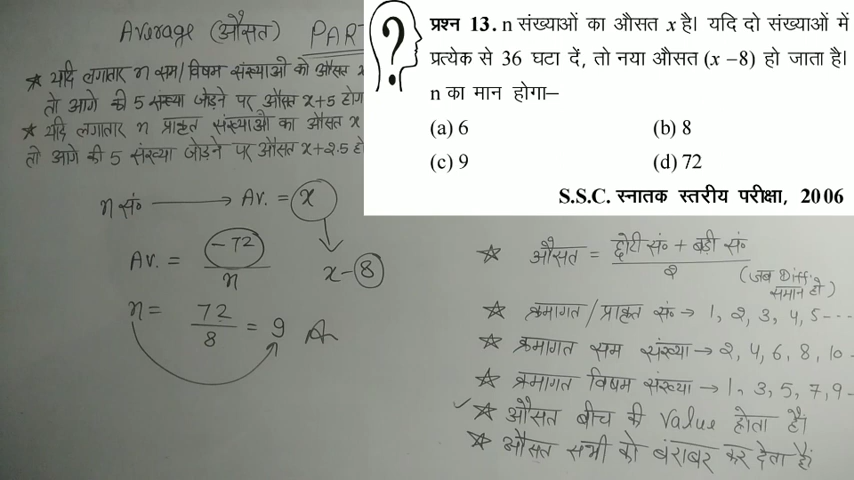 Average (औसत) PART
★ यदि लगातार n सम/विषम संख्याओं का औसत x
तो आगे की 5 संख्या जोड़ने पर औसत x+5 होगा
★ यदि लगातार n प्राकृत संख्याओं का औसत x
तो आगे की 5 संख्या जोड़ने पर औसत x+2.5 हो
n सं० → Av. = x
Av. = -72/n
x-8
n = 72/8 = 9 A
प्रश्न 13. n संख्याओं का औसत x है। यदि दो संख्याओं में
प्रत्येक से 36 घटा दें, तो नया औसत (x –8) हो जाता है।
n का मान होगा–
(a) 6 (b) 8
(c) 9 (d) 72
S.S.C. स्नातक स्तरीय परीक्षा, 2006
★ औसत = छोटी सं० + बड़ी सं० / 2
(जब Diff. समान हो)
★ क्रमागत/प्राकृत सं० → 1, 2, 3, 4, 5 - - -
★ क्रमागत सम संख्या → 2, 4, 6, 8, 10 -
★ क्रमागत विषम संख्या → 1, 3, 5, 7, 9 -
✓ ★ औसत बीच की Value होता है।
★ औसत सभी को बराबर कर देता है।